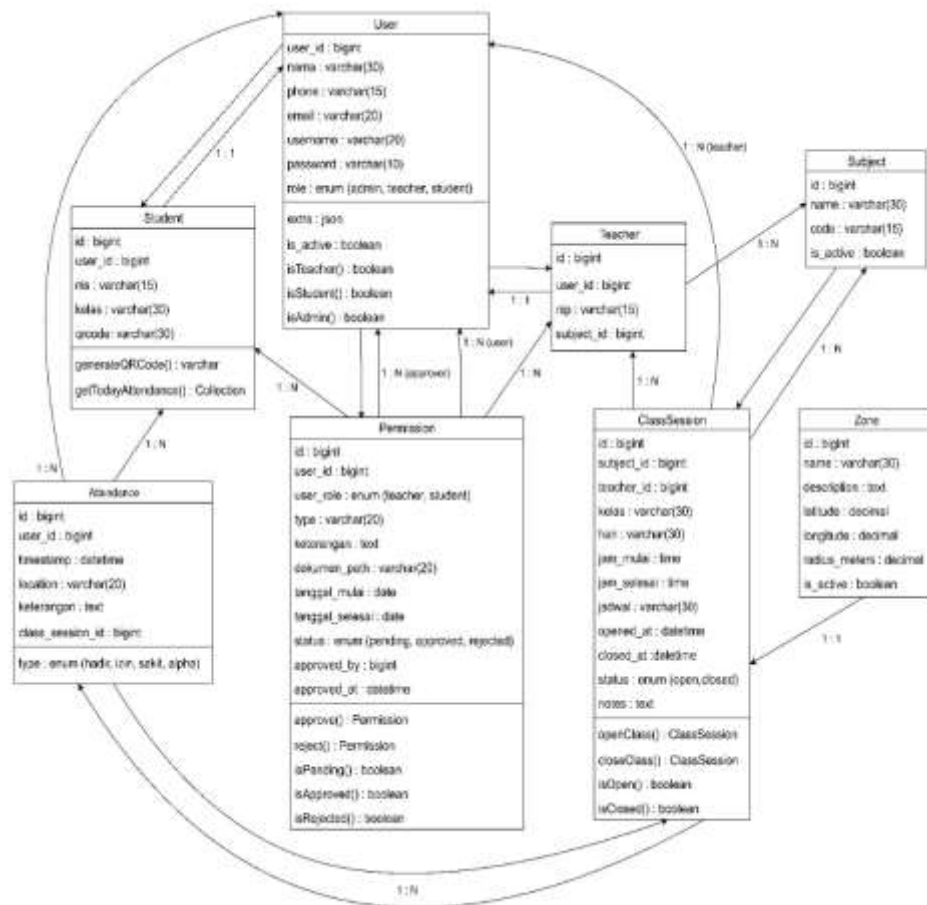 User
user_id : bigint
name : varchar(30)
phone : varchar(15)
email : varchar(20)
username : varchar(20)
password : varchar(10)
role : enum (admin, teacher, student)
extra : json
is_active : boolean
isTeacher() : boolean
isStudent() : boolean
isAdmin() : boolean
1 : 1
1 : N (teacher)
Subject
id : bigint
name : varchar(30)
code : varchar(15)
is_active : boolean
Student
id : bigint
user_id : bigint
nis : varchar(15)
kelas : varchar(30)
qrcode : varchar(30)
generateQRCode() : varchar
getTodayAttendance() : Collection
Teacher
id : bigint
user_id : bigint
nip : varchar(15)
subject_id : bigint
1 : 1
: N
1 : N (approver)
1 : N (user)
1 : N
1 : N
1 : N
1 : N
1 : N
1 : N
Permission
id : bigint
user_id : bigint
user_role : enum (teacher, student)
type : varchar(20)
keterangan : text
dokumen_path : varchar(20)
tanggal_mulai : date
tanggal_selesai : date
status : enum (pending, approved, rejected)
approved_by : bigint
approved_at : datetime
approve() : Permission
reject() : Permission
isPending() : boolean
isApproved() : boolean
isRejected() : boolean
ClassSession
id : bigint
subject_id : bigint
teacher_id : bigint
kelas : varchar(30)
hari : varchar(30)
jam_mulai : time
jam_selesai : time
jadwal : varchar(30)
opened_at : datetime
closed_at :datetime
status : enum (open,closed)
notes : text
openClass() : ClassSession
closeClass() : ClassSession
isOpen() : boolean
isClosed() : boolean
Zone
id : bigint
name : varchar(30)
description : text
latitude : decimal
longitude : decimal
radius_meters : decimal
is_active : boolean
1 : 1
Attendance
id : bigint
user_id : bigint
timestamp : datetime
location : varchar(20)
keterangan : text
class_session_id : bigint
type : enum (hadir, izin, sakit, alpha)
1 : N